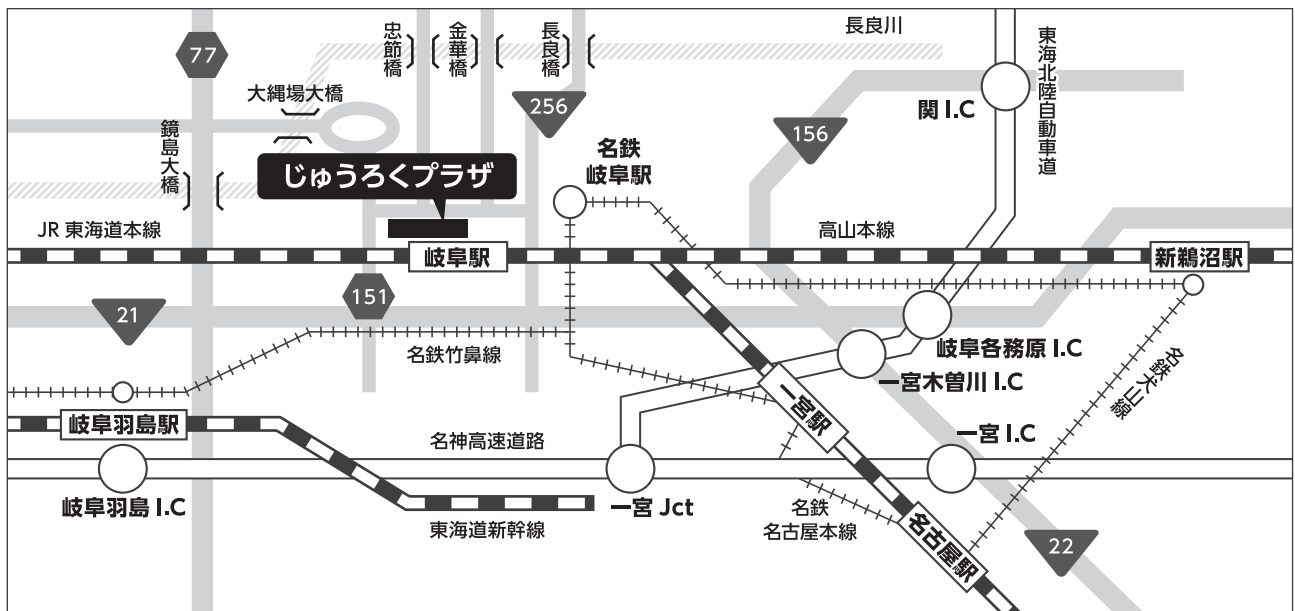 77
忠節橋
金華橋
長良橋
長良川
東海北陸自動車道
関 I.C
大縄場大橋
256
156
鏡島大橋
じゅうろくプラザ
名鉄
岐阜駅
JR 東海道本線
岐阜駅
高山本線
新鵜沼駅
21
151
名鉄竹鼻線
岐阜各務原 I.C
一宮木曽川 I.C
名鉄犬山線
岐阜羽島駅
一宮駅
名神高速道路
一宮 I.C
岐阜羽島 I.C
一宮 Jct
東海道新幹線
名鉄
名古屋本線
名古屋駅
22